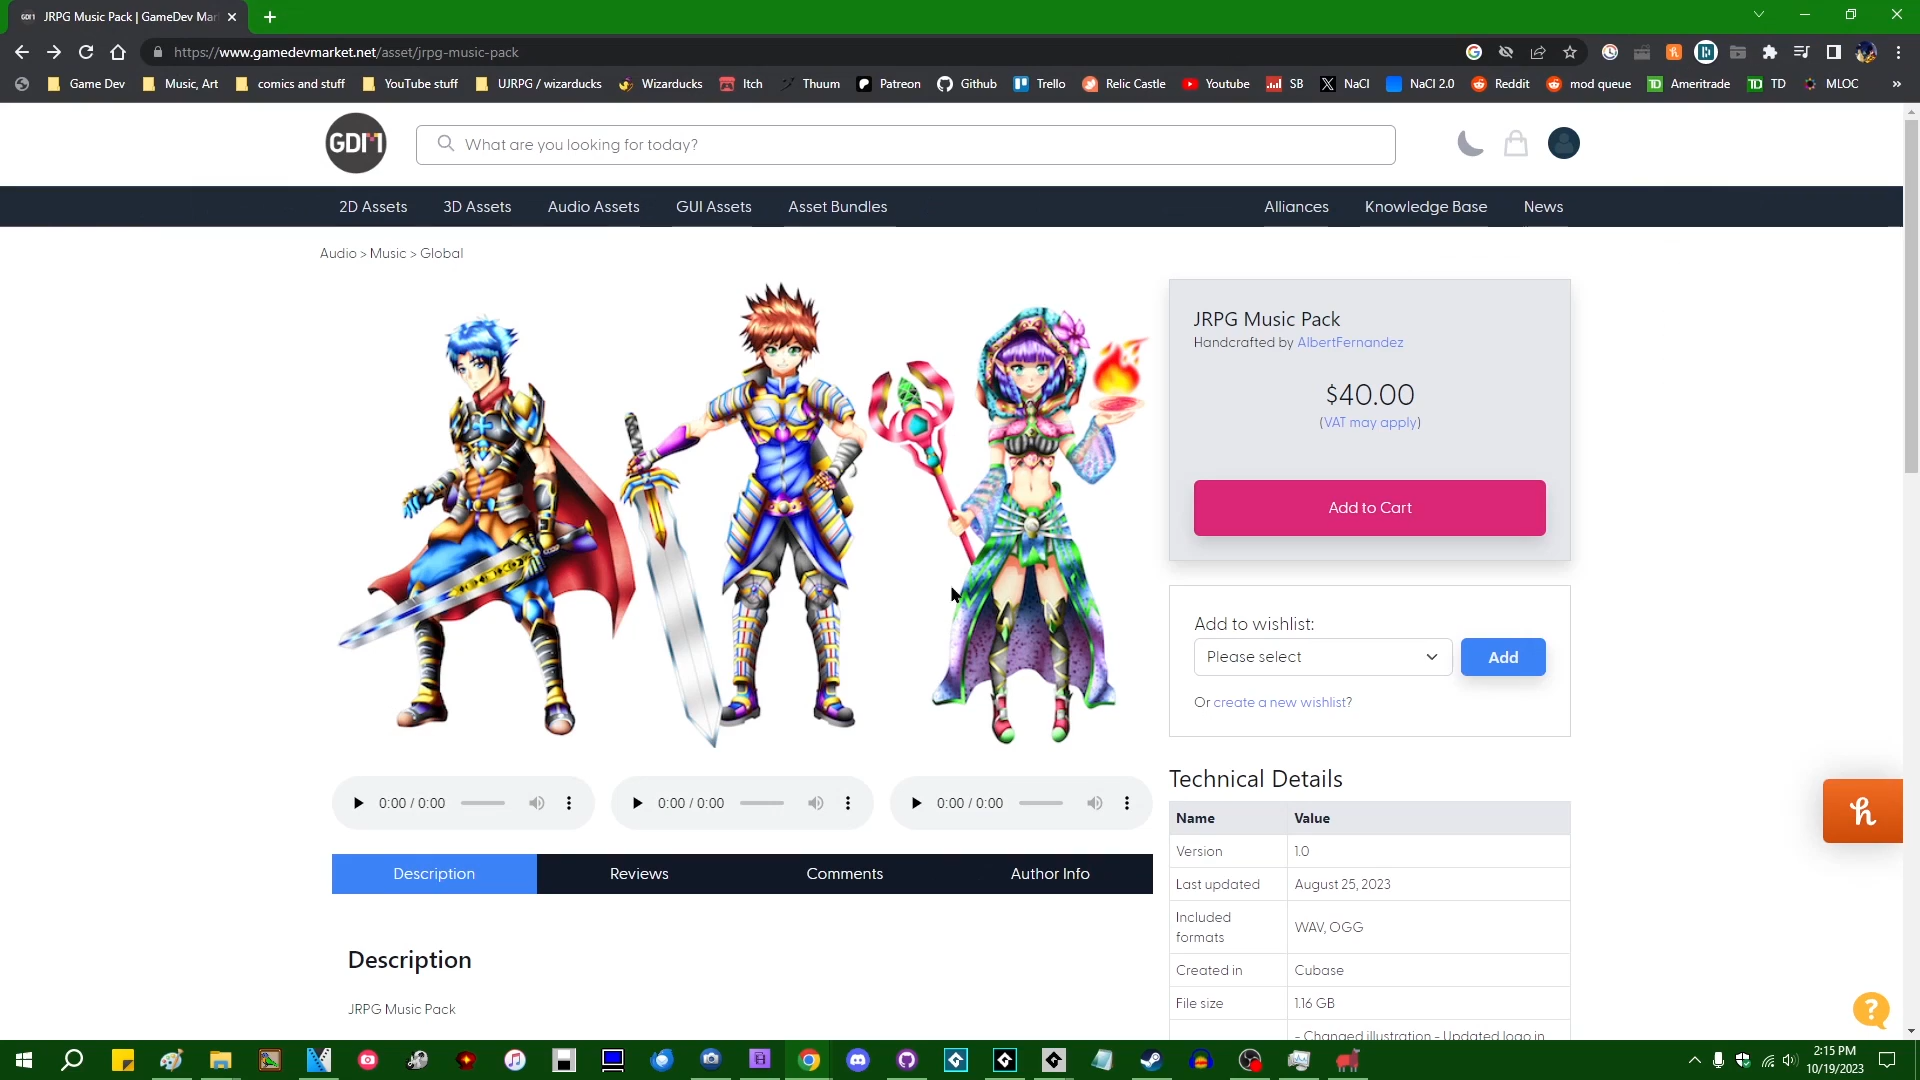 GDM JRPG Music Pack | GameDev Mar
https://www.gamedevmarket.net/asset/jrpg-music-pack
Game Dev Music, Art comics and stuff YouTube stuff UJRPG / wizarducks Wizarducks Itch Thuum Patreon Github Trello Relic Castle Youtube SB NaCl NaCl 2.0 Reddit mod queue Ameritrade TD MLOC »
GDM
What are you looking for today?
2D Assets 3D Assets Audio Assets GUI Assets Asset Bundles Alliances Knowledge Base News
Audio > Music > Global
JRPG Music Pack
Handcrafted by AlbertFernandez
$40.00
(VAT may apply)
Add to Cart
Add to wishlist:
Please select
Add
Or create a new wishlist?
0:00 / 0:00
0:00 / 0:00
0:00 / 0:00
Description Reviews Comments Author Info
Description
JRPG Music Pack
Technical Details
Name Value
Version 1.0
Last updated August 25, 2023
Included formats WAV, OGG
Created in Cubase
File size 1.16 GB
- Changed illustration - Updated logo in
2:15 PM
10/19/2023